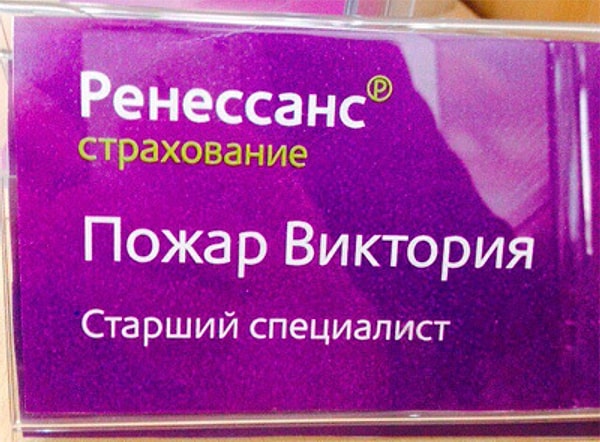 Ренессанс℗
страхование
Пожар Виктория
Старший специалист